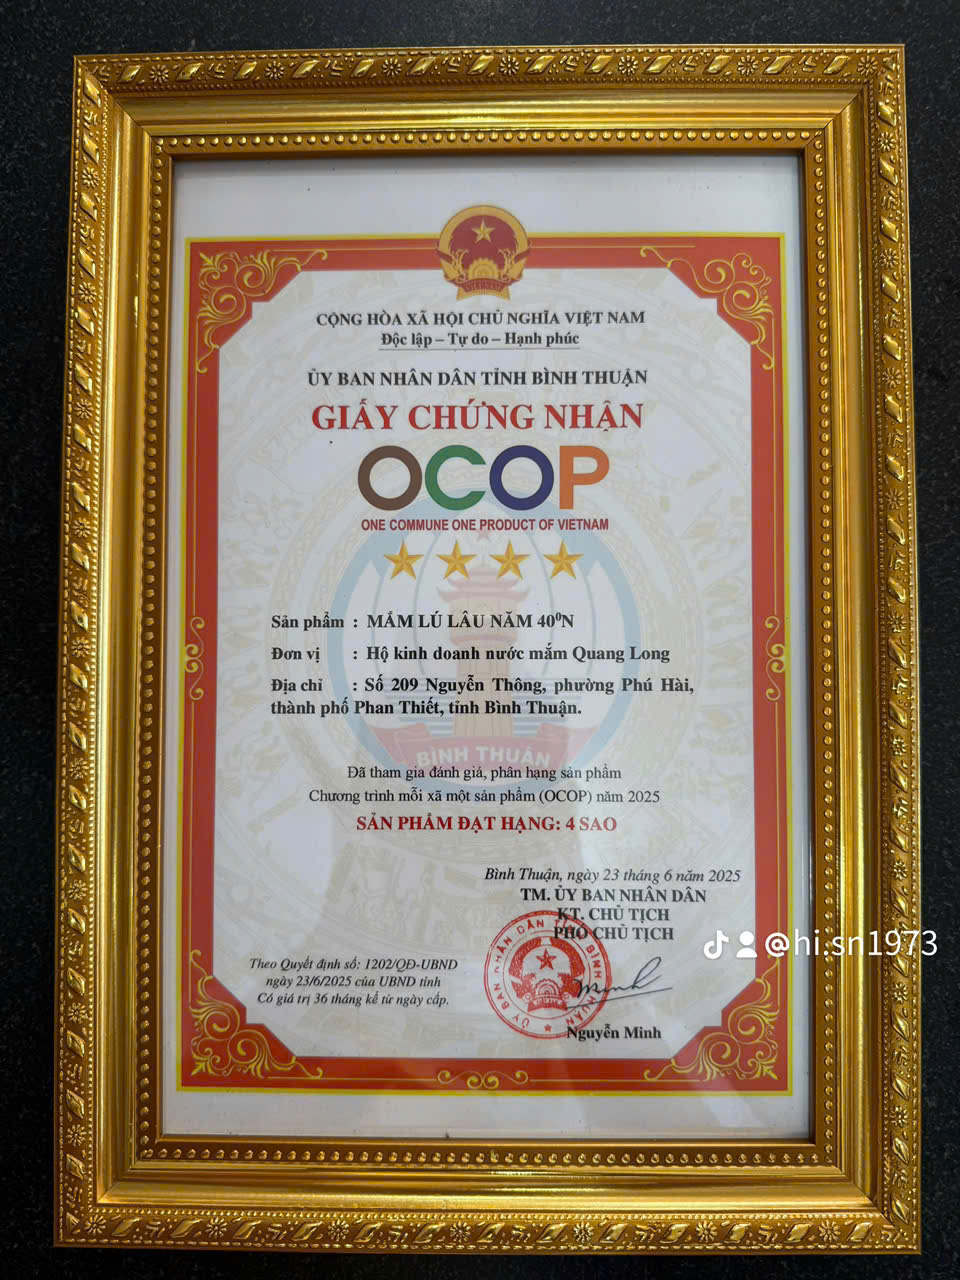 CỘNG HÒA XÃ HỘI CHỦ NGHĨA VIỆT NAM
Độc lập – Tự do – Hạnh phúc
ỦY BAN NHÂN DÂN TỈNH BÌNH THUẬN
GIẤY CHỨNG NHẬN
OCOP
ONE COMMUNE ONE PRODUCT OF VIETNAM
Sản phẩm : MẮM LÚ LÂU NĂM 40⁰N
Đơn vị : Hộ kinh doanh nước mắm Quang Long
Địa chỉ : Số 209 Nguyễn Thông, phường Phú Hài,
thành phố Phan Thiết, tỉnh Bình Thuận.
BÌNH THUẬN
Đã tham gia đánh giá, phân hạng sản phẩm
Chương trình mỗi xã một sản phẩm (OCOP) năm 2025
SẢN PHẨM ĐẠT HẠNG: 4 SAO
Bình Thuận, ngày 23 tháng 6 năm 2025
TM. ỦY BAN NHÂN DÂN
KT. CHỦ TỊCH
PHÓ CHỦ TỊCH
@hi.sn1973
Theo Quyết định số: 1202/QĐ-UBND
ngày 23/6/2025 của UBND tỉnh
Có giá trị 36 tháng kể từ ngày cấp.
Nguyễn Minh